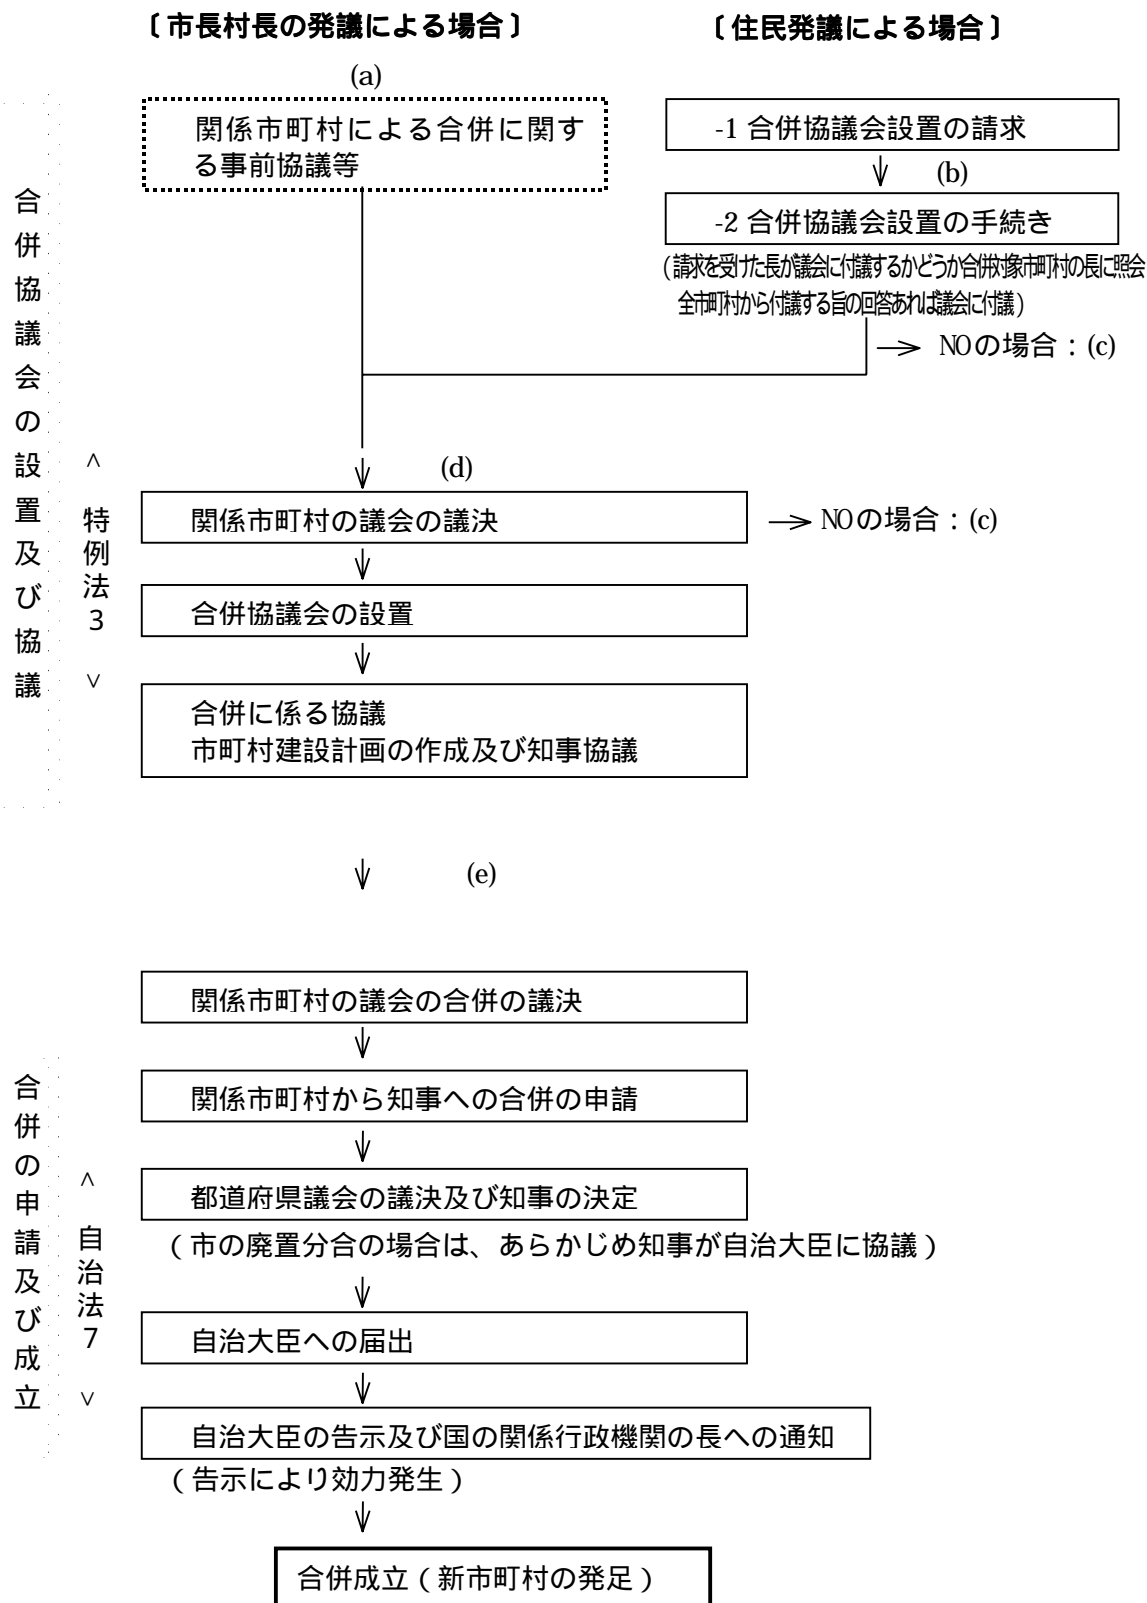 〔市長村長の発議による場合〕
〔住民発議による場合〕
(a)
関係市町村による合併に関す
る事前協議等
-1 合併協議会設置の請求
(b)
-2 合併協議会設置の手続き
（請求を受けた長が議会に付議するかどうか合併対象市町村の長に照会
全市町村から付議する旨の回答あれば議会に付議）
NOの場合：(c)
合併協議会の設置及び協議
＜特例法3＞
(d)
関係市町村の議会の議決
NOの場合：(c)
合併協議会の設置
合併に係る協議
市町村建設計画の作成及び知事協議
(e)
関係市町村の議会の合併の議決
合併の申請及び成立
＜自治法7＞
関係市町村から知事への合併の申請
都道府県議会の議決及び知事の決定
（市の廃置分合の場合は、あらかじめ知事が自治大臣に協議）
自治大臣への届出
自治大臣の告示及び国の関係行政機関の長への通知
（告示により効力発生）
合併成立（新市町村の発足）